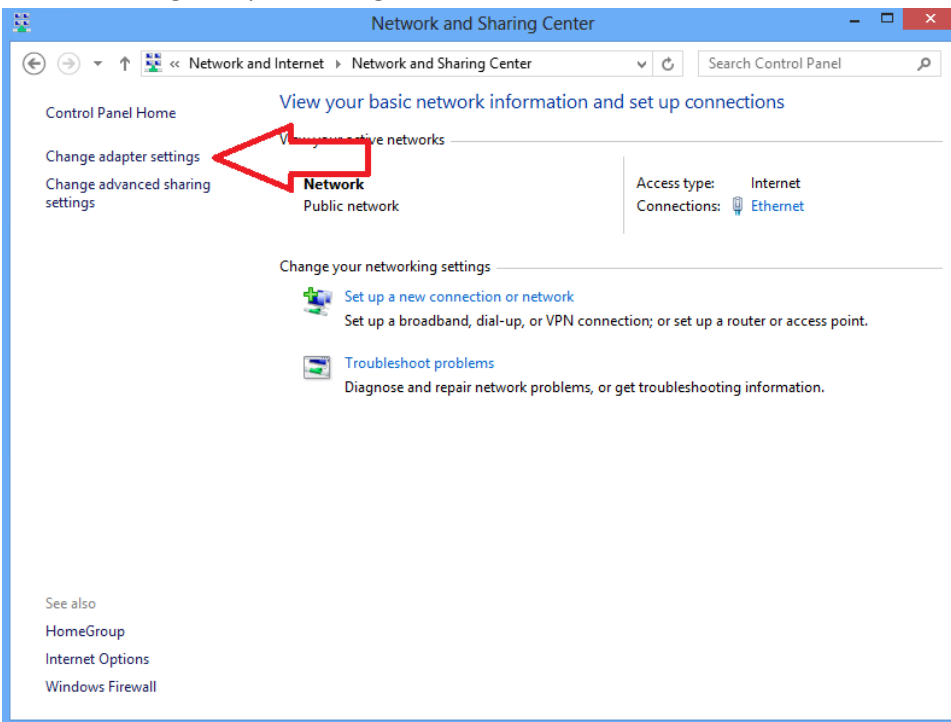 Network and Sharing Center
« Network and Internet ▸ Network and Sharing Center
Search Control Panel
Control Panel Home
Change adapter settings
Change advanced sharing
settings
View your basic network information and set up connections
View your active networks
Network
Public network
Access type: Internet
Connections: Ethernet
Change your networking settings
Set up a new connection or network
Set up a broadband, dial-up, or VPN connection; or set up a router or access point.
Troubleshoot problems
Diagnose and repair network problems, or get troubleshooting information.
See also
HomeGroup
Internet Options
Windows Firewall